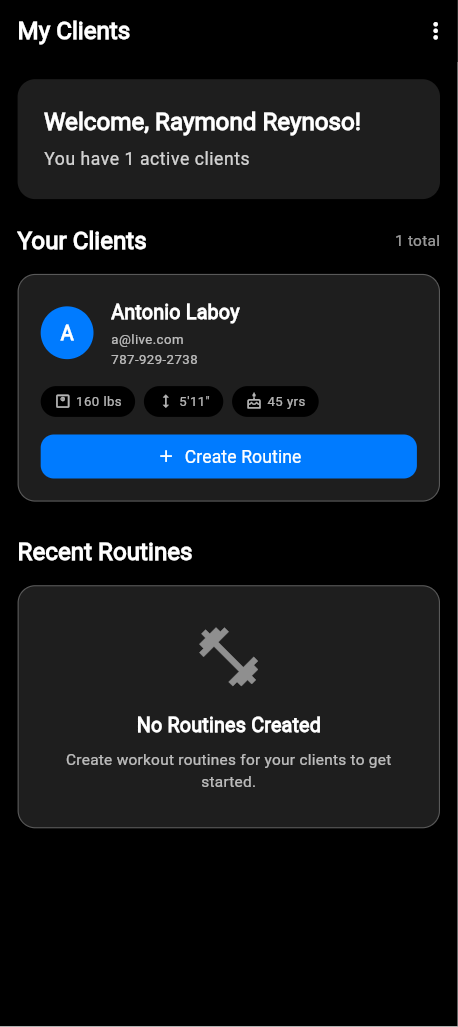 My Clients
Welcome, Raymond Reynoso!
You have 1 active clients
Your Clients
1 total
A
Antonio Laboy
a@live.com
787-929-2738
160 lbs
5'11"
45 yrs
+ Create Routine
Recent Routines
No Routines Created
Create workout routines for your clients to get
started.